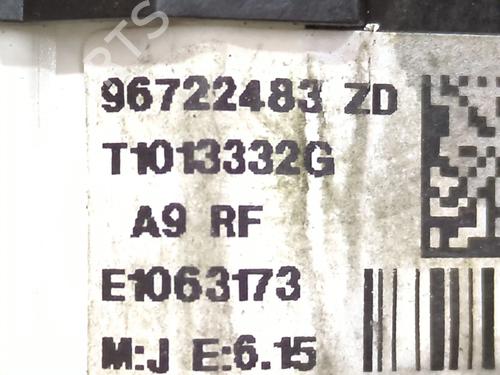 96722483 ZD
T1013332G
A9 RF
E1063173
M:J E:6.15